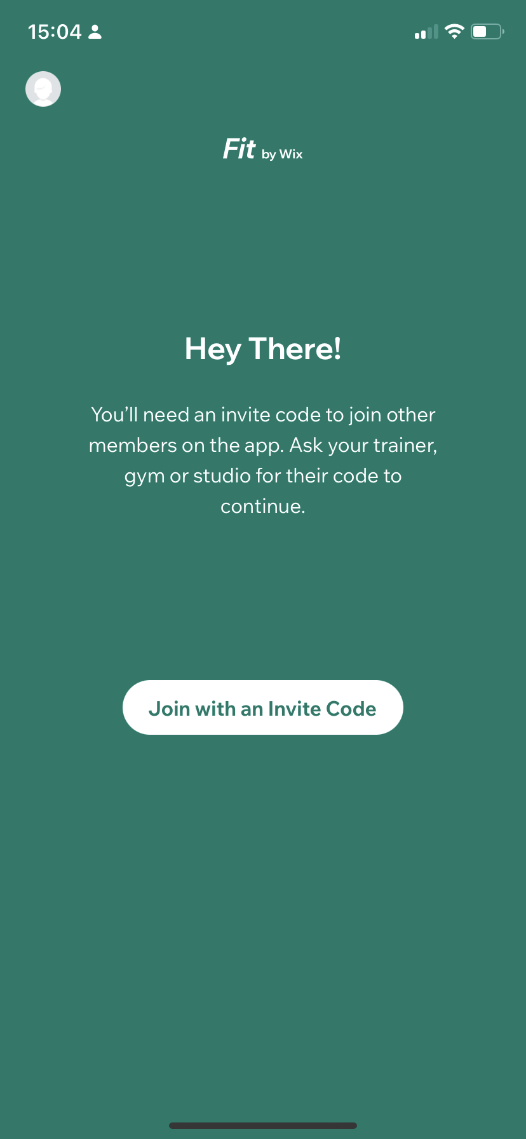 15:04
Fit by Wix
Hey There!
You'll need an invite code to join other
members on the app. Ask your trainer,
gym or studio for their code to
continue.
Join with an Invite Code